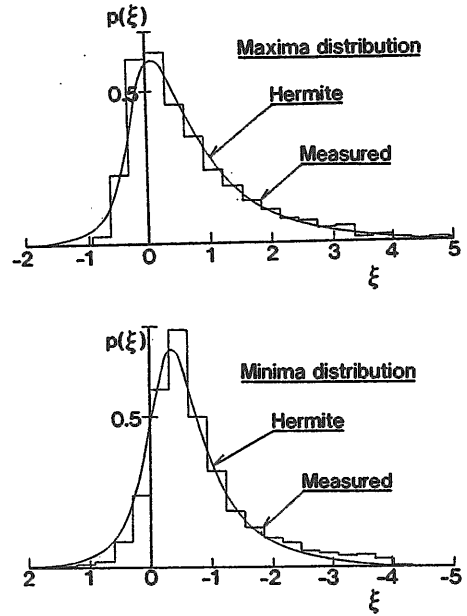 p(ξ)
Maxima distribution
0.5
Hermite
Measured
-2 -1 0 1 2 3 4 5
ξ
p(ξ)
Minima distribution
0.5
Hermite
Measured
2 1 0 -1 -2 -3 -4 -5
ξ